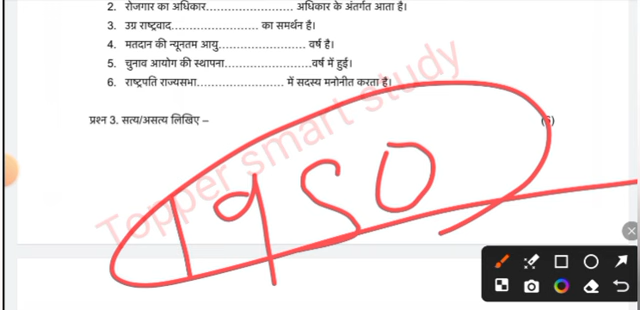 2. रोजगार का अधिकार........................ अधिकार के अंतर्गत आता है।
3. उग्र राष्ट्रवाद........................ का समर्थन है।
4. मतदान की न्यूनतम आयु........................ वर्ष है।
5. चुनाव आयोग की स्थापना........................वर्ष में हुई।
6. राष्ट्रपति राज्यसभा........................ में सदस्य मनोनीत करता है।
प्रश्न 3. सत्य/असत्य लिखिए – (6)
Topper smart study
1950